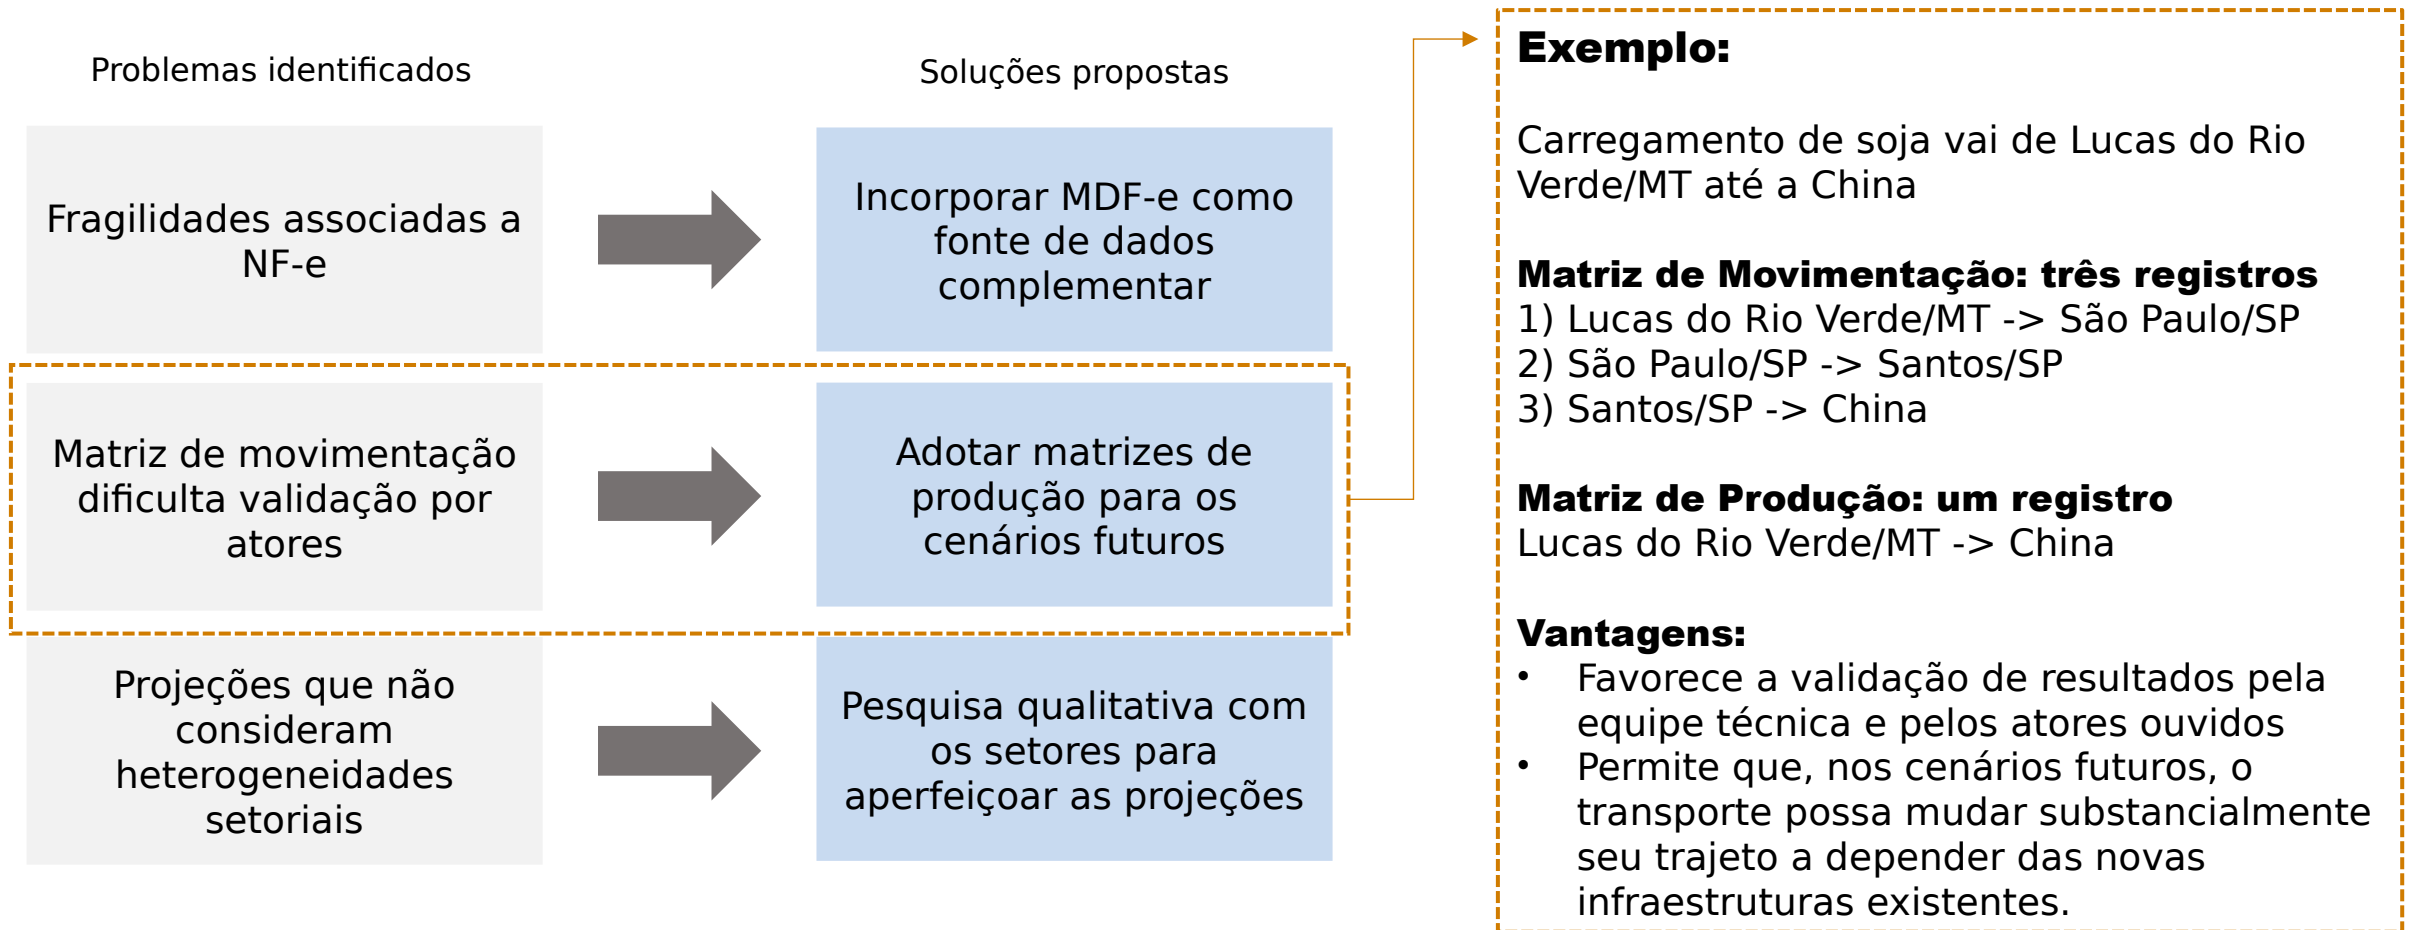 Problemas identificados
Soluções propostas
Fragilidades associadas a
NF-e
Incorporar MDF-e como
fonte de dados
complementar
Matriz de movimentação
dificulta validação por
atores
Adotar matrizes de
produção para os
cenários futuros
Projeções que não
consideram
heterogeneidades
setoriais
Pesquisa qualitativa com
os setores para
aperfeiçoar as projeções
Exemplo:
Carregamento de soja vai de Lucas do Rio
Verde/MT até a China
Matriz de Movimentação: três registros
1) Lucas do Rio Verde/MT -> São Paulo/SP
2) São Paulo/SP -> Santos/SP
3) Santos/SP -> China
Matriz de Produção: um registro
Lucas do Rio Verde/MT -> China
Vantagens:
• Favorece a validação de resultados pela
equipe técnica e pelos atores ouvidos
• Permite que, nos cenários futuros, o
transporte possa mudar substancialmente
seu trajeto a depender das novas
infraestruturas existentes.